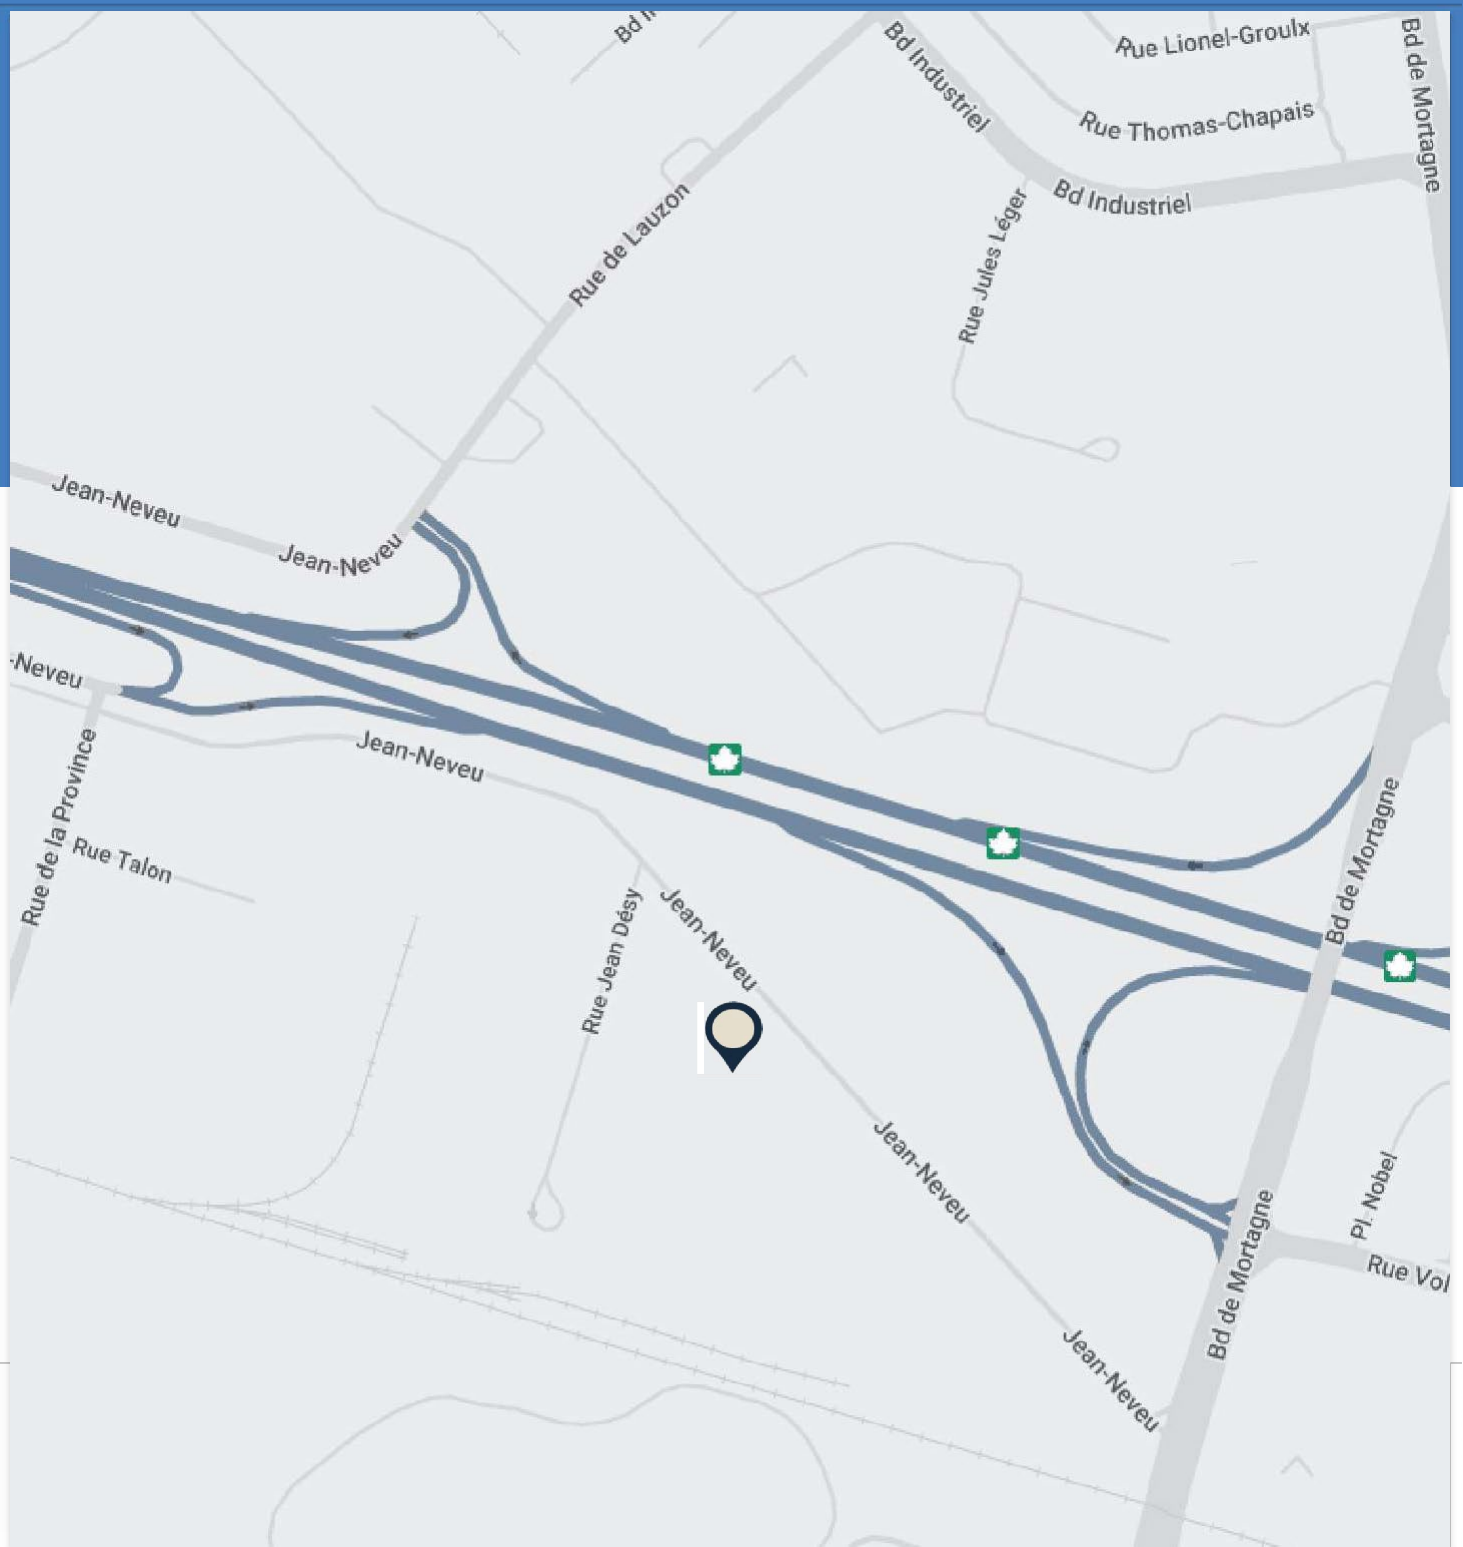 Rue Lionel-Groulx
Bd Industriel
Bd de Mortagne
Rue Thomas-Chapais
Bd Industriel
Rue de Lauzon
Rue Jules Léger
Jean-Neveu
Jean-Neveu
-Neveu
Jean-Neveu
Rue de la Province
Rue Talon
Bd de Mortagne
Jean-Neveu
Rue Jean Désy
Jean-Neveu
Pl. Nobel
Bd de Mortagne
Rue Vol
Jean-Neveu